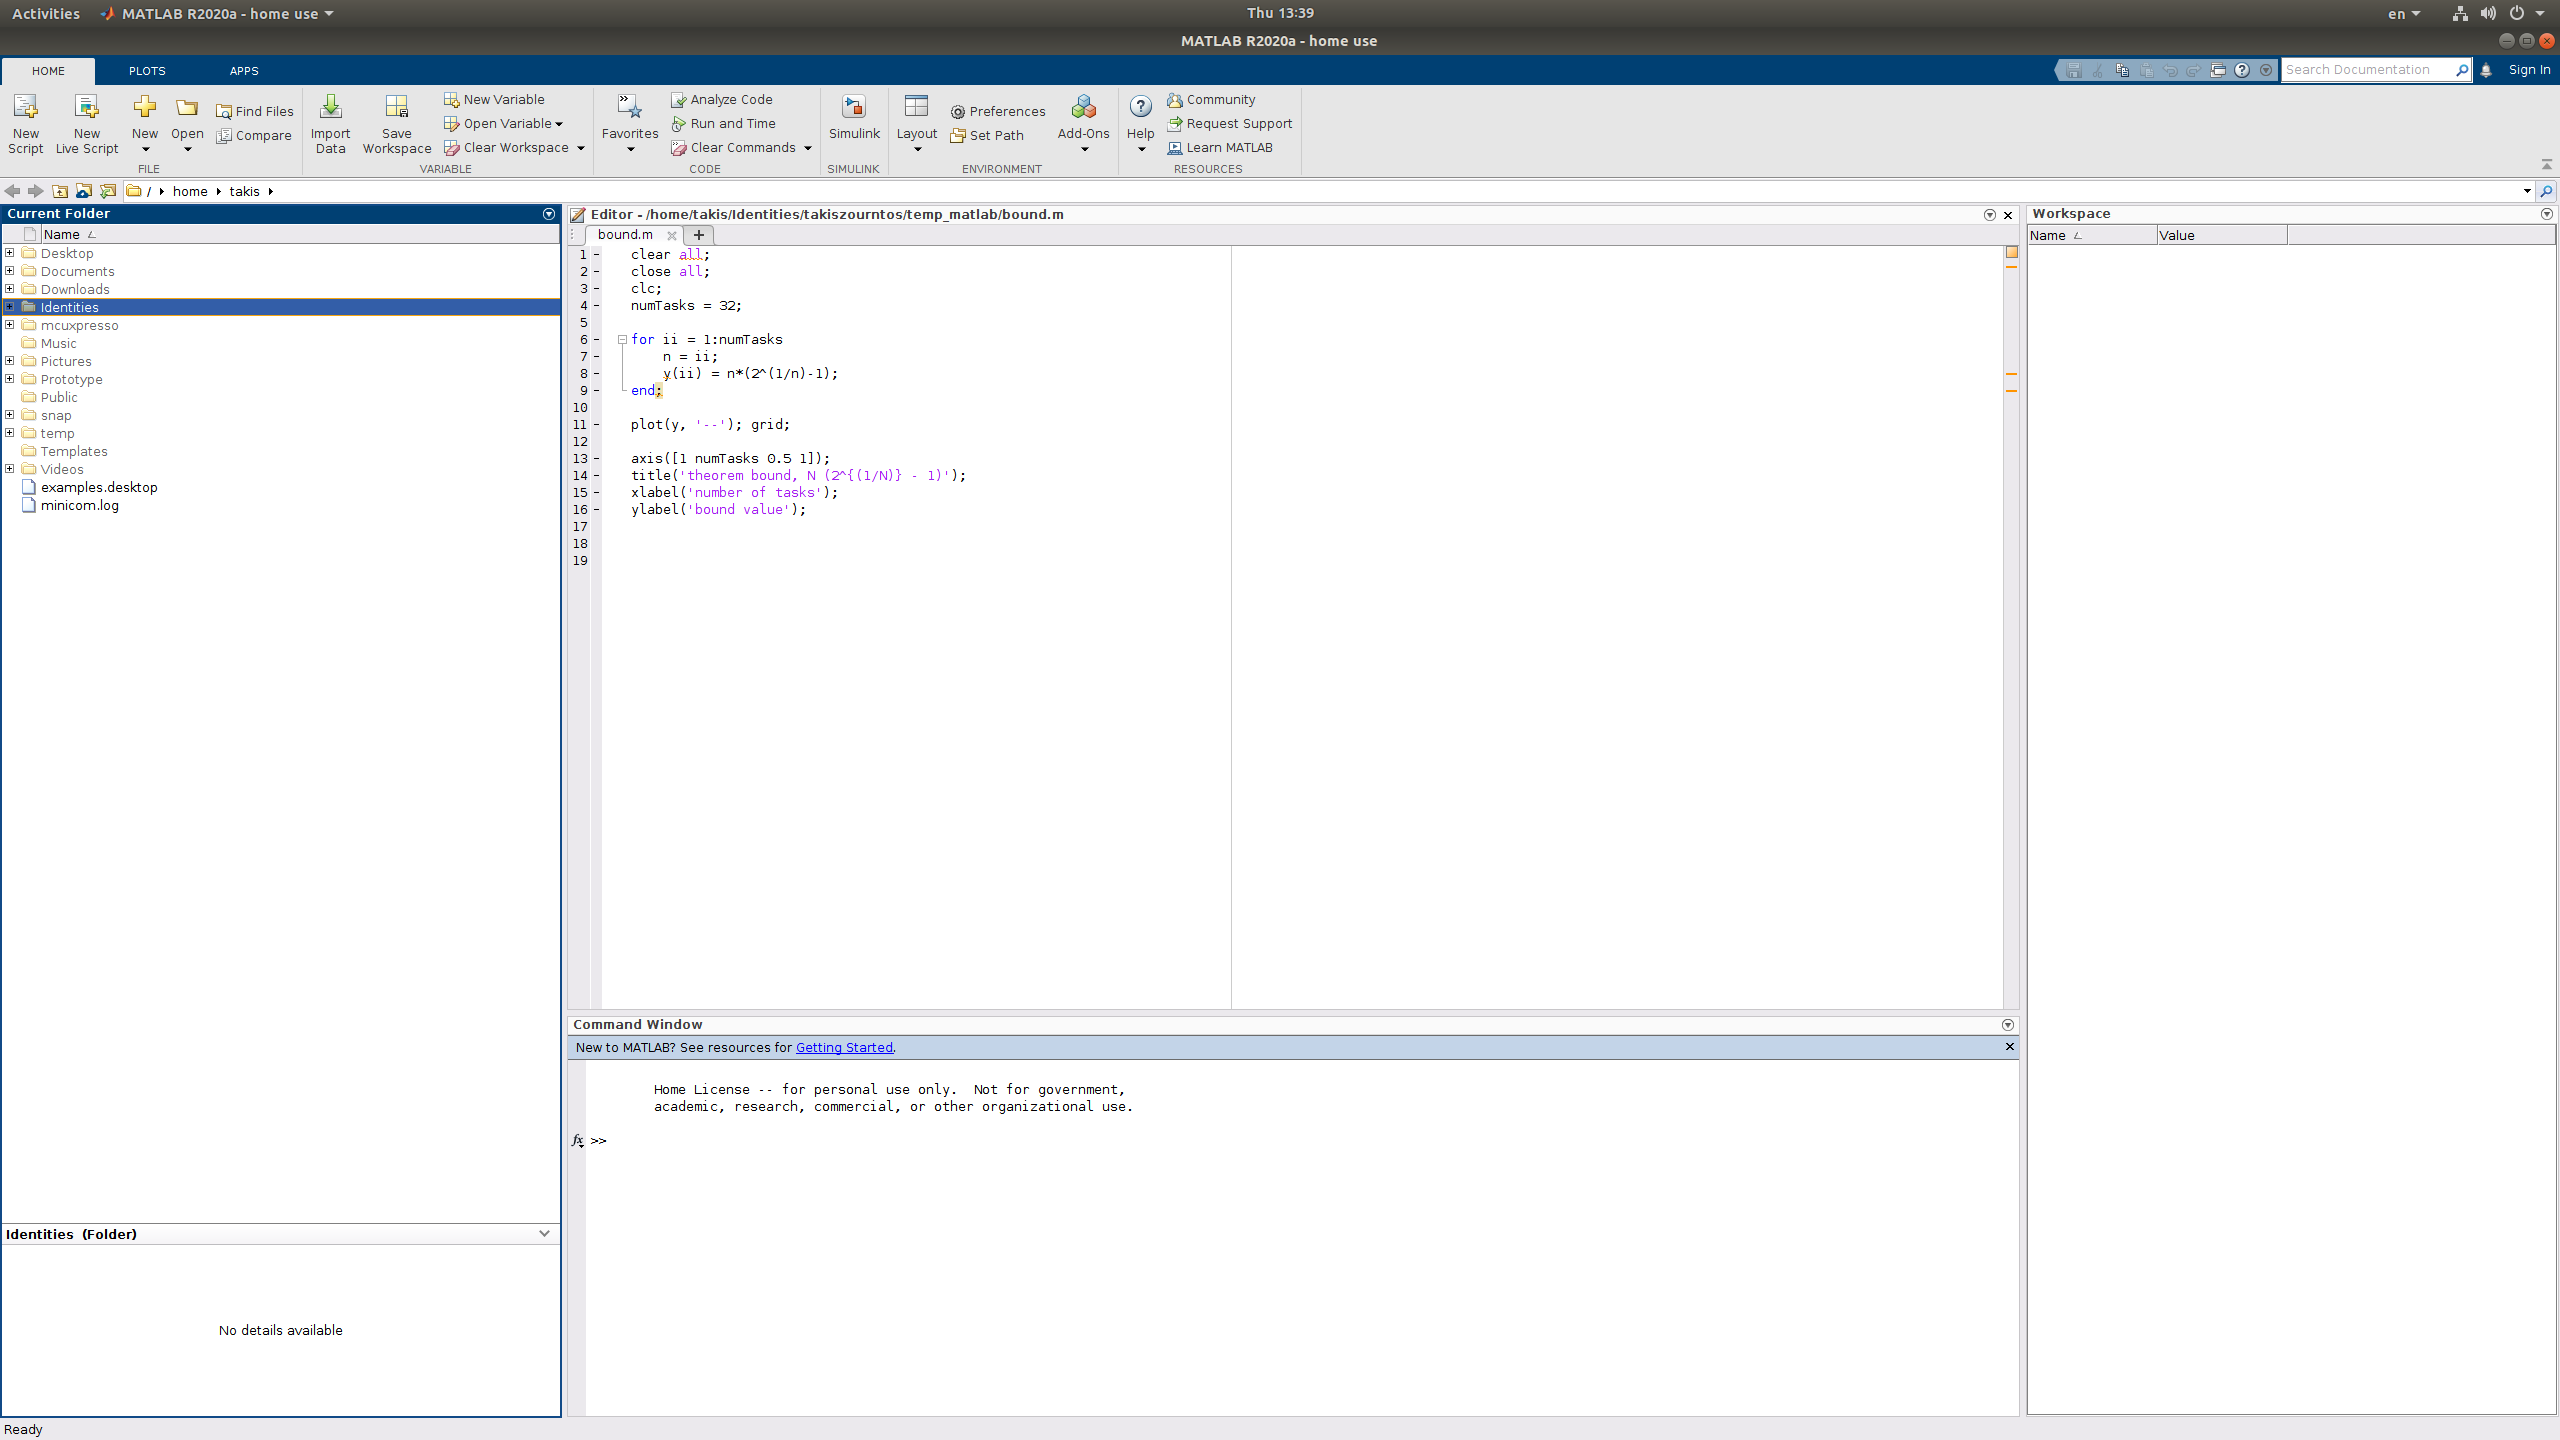 Activities MATLAB R2020a - home use Thu 13:39 en
MATLAB R2020a - home use
HOME PLOTS APPS Search Documentation Sign In
New Script
New Live Script
New
Open
Find Files
Compare
FILE
Import Data
Save Workspace
New Variable
Open Variable
Clear Workspace
VARIABLE
Favorites
Analyze Code
Run and Time
Clear Commands
CODE
Simulink
SIMULINK
Layout
Preferences
Set Path
Add-Ons
ENVIRONMENT
Help
Community
Request Support
Learn MATLAB
RESOURCES
/ home takis
Current Folder
Name
Desktop
Documents
Downloads
Identities
mcuxpresso
Music
Pictures
Prototype
Public
snap
temp
Templates
Videos
examples.desktop
minicom.log
Identities (Folder)
No details available
Editor - /home/takis/Identities/takiszourntos/temp_matlab/bound.m
bound.m +
1 - clear all;
2 - close all;
3 - clc;
4 - numTasks = 32;
5
6 - for ii = 1:numTasks
7 - n = ii;
8 - y(ii) = n*(2^(1/n)-1);
9 - end;
10
11 - plot(y, '--'); grid;
12
13 - axis([1 numTasks 0.5 1]);
14 - title('theorem bound, N (2^{(1/N)} - 1)');
15 - xlabel('number of tasks');
16 - ylabel('bound value');
17
18
19
Command Window
New to MATLAB? See resources for Getting Started.
Home License -- for personal use only. Not for government,
academic, research, commercial, or other organizational use.
fx >>
Workspace
Name Value
Ready